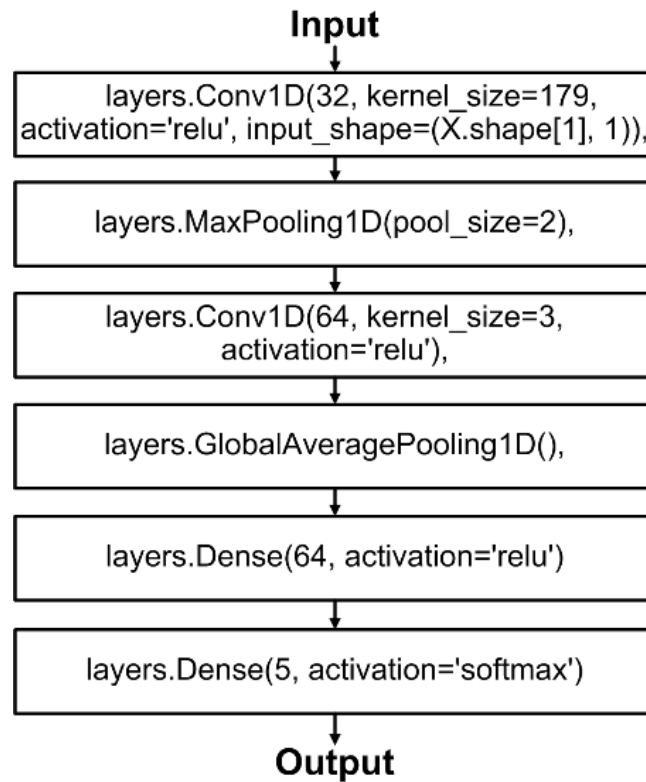 Input
layers.Conv1D(32, kernel_size=179,
activation='relu', input_shape=(X.shape[1], 1)),
layers.MaxPooling1D(pool_size=2),
layers.Conv1D(64, kernel_size=3,
activation='relu'),
layers.GlobalAveragePooling1D(),
layers.Dense(64, activation='relu')
layers.Dense(5, activation='softmax')
Output